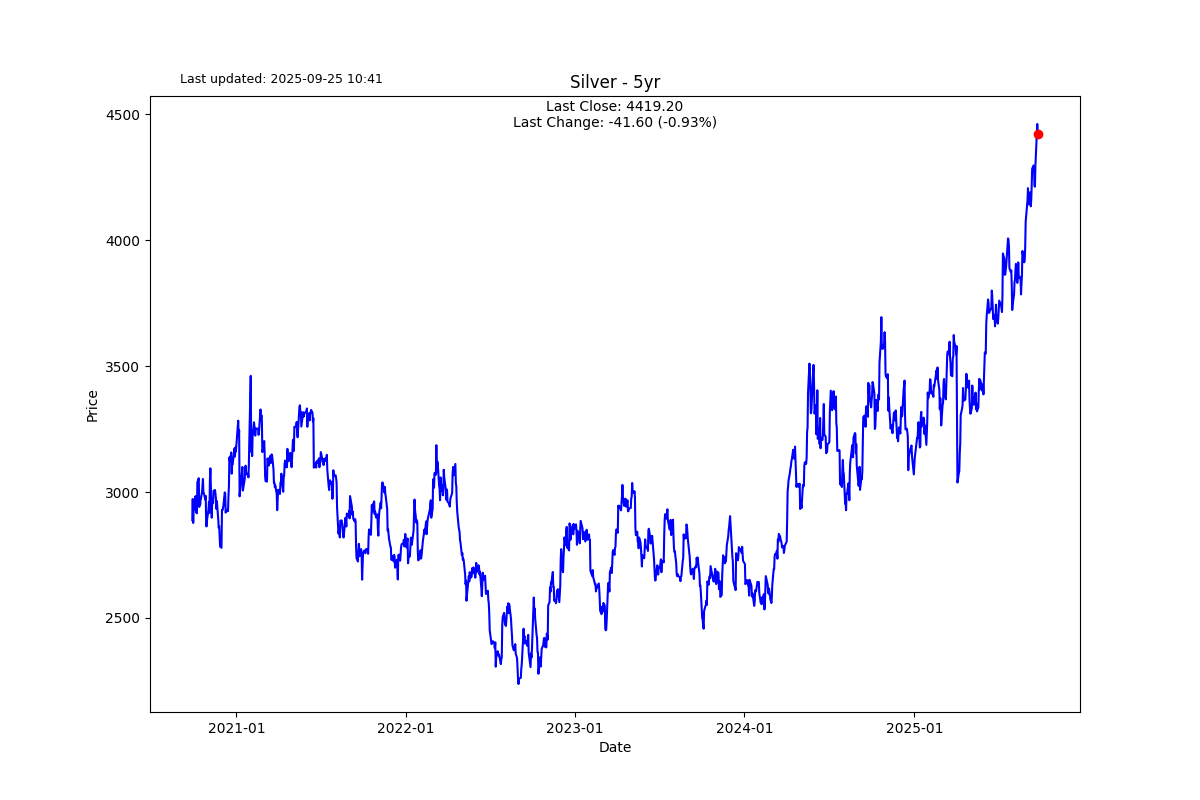 Last updated: 2025-09-25 10:41
Silver - 5yr
Last Close: 4419.20
Last Change: -41.60 (-0.93%)
4500
4000
3500
3000
2500
Price
2021-01
2022-01
2023-01
2024-01
2025-01
Date